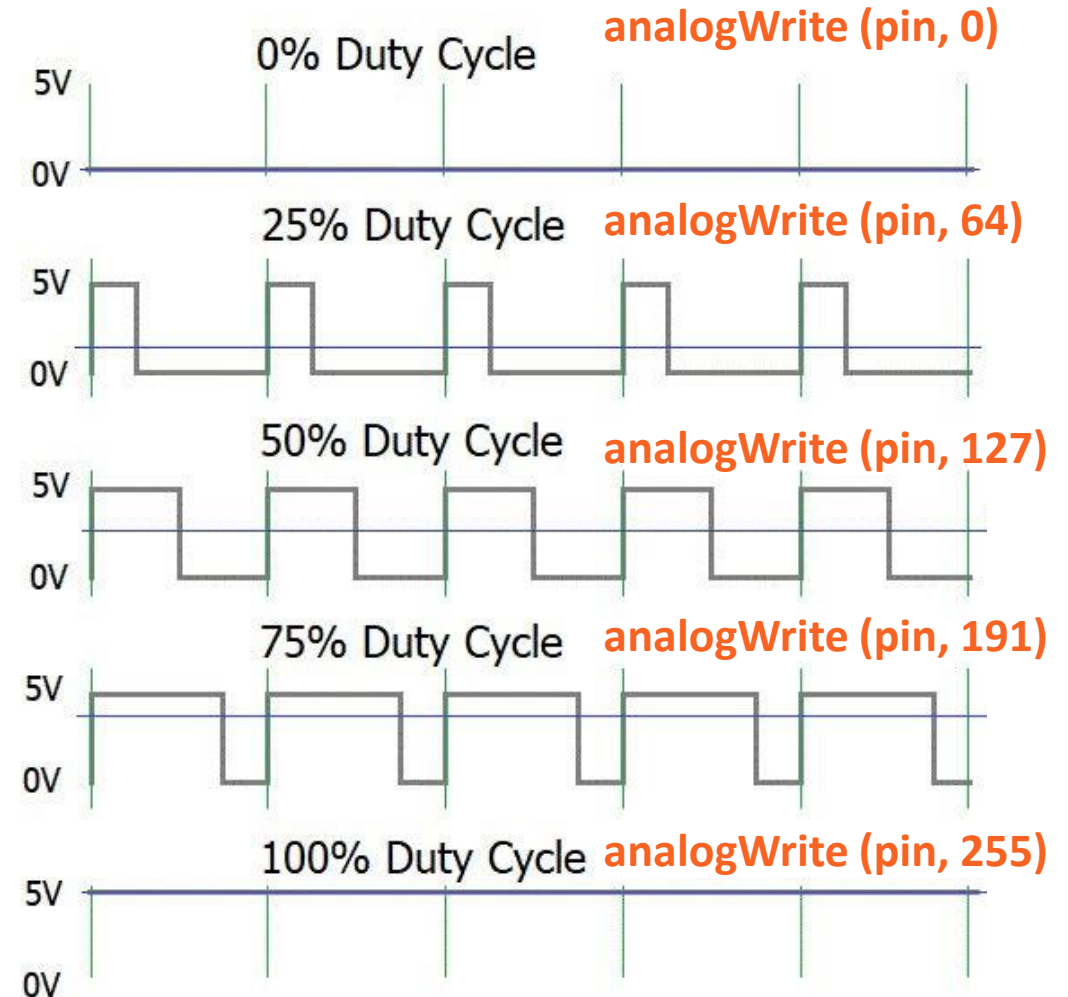 0% Duty Cycle analogWrite (pin, 0)
5V
0V
25% Duty Cycle analogWrite (pin, 64)
5V
0V
50% Duty Cycle analogWrite (pin, 127)
5V
0V
75% Duty Cycle analogWrite (pin, 191)
5V
0V
100% Duty Cycle analogWrite (pin, 255)
5V
0V